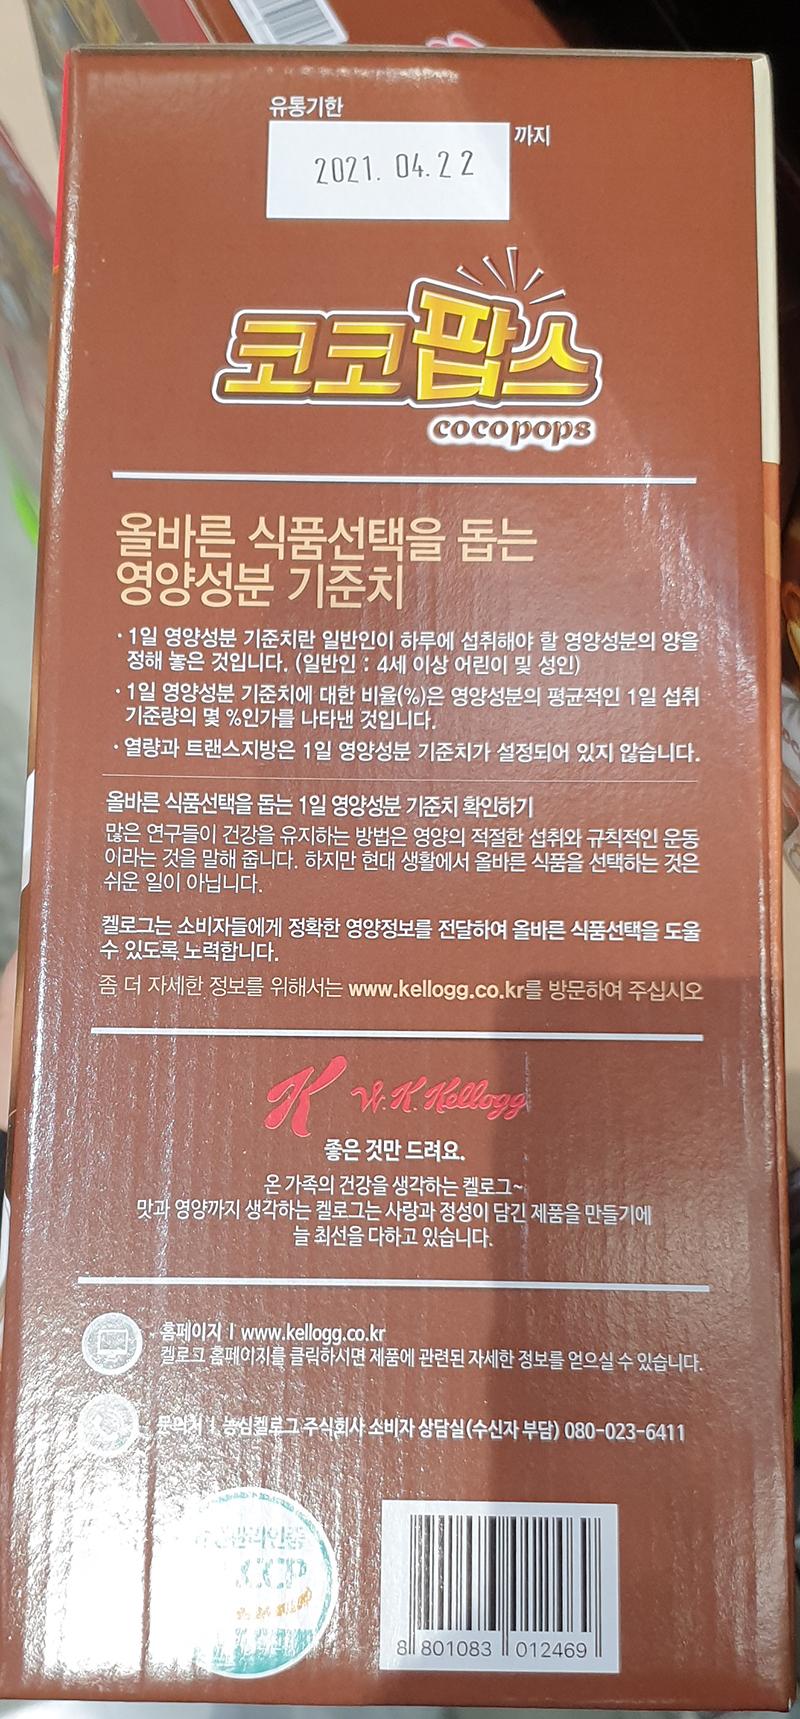 유통기한
2021. 04. 22
까지
코코팝스
cocopops
올바른 식품선택을 돕는
영양성분 기준치
· 1일 영양성분 기준치란 일반인이 하루에 섭취해야 할 영양성분의 양을
정해 놓은 것입니다. (일반인 : 4세 이상 어린이 및 성인)
· 1일 영양성분 기준치에 대한 비율(%)은 영양성분의 평균적인 1일 섭취
기준량의 몇 %인가를 나타낸 것입니다.
· 열량과 트랜스지방은 1일 영양성분 기준치가 설정되어 있지 않습니다.
올바른 식품선택을 돕는 1일 영양성분 기준치 확인하기
많은 연구들이 건강을 유지하는 방법은 영양의 적절한 섭취와 규칙적인 운동
이라는 것을 말해 줍니다. 하지만 현대 생활에서 올바른 식품을 선택하는 것은
쉬운 일이 아닙니다.
켈로그는 소비자들에게 정확한 영양정보를 전달하여 올바른 식품선택을 도울
수 있도록 노력합니다.
좀 더 자세한 정보를 위해서는 www.kellogg.co.kr를 방문하여 주십시오
K W.K. Kellogg
좋은 것만 드려요.
온 가족의 건강을 생각하는 켈로그~
맛과 영양까지 생각하는 켈로그는 사랑과 정성이 담긴 제품을 만들기에
늘 최선을 다하고 있습니다.
홈페이지 | www.kellogg.co.kr
켈로그 홈페이지를 클릭하시면 제품에 관련된 자세한 정보를 얻으실 수 있습니다.
문의처 | 농심켈로그 주식회사 소비자 상담실(수신자 부담) 080-023-6411
8 801083 012469